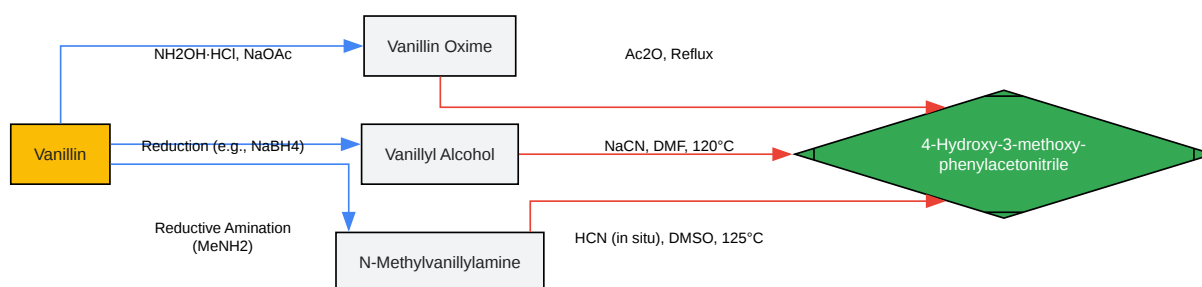 Vanillin Oxime
NH2OH·HCl, NaOAc
Ac2O, Reflux
Vanillin
Reduction (e.g., NaBH4)
Vanillyl Alcohol
NaCN, DMF, 120°C
4-Hydroxy-3-methoxy-
phenylacetonitrile
Reductive Amination
(MeNH2)
N-Methylvanillylamine
HCN (in situ), DMSO, 125°C